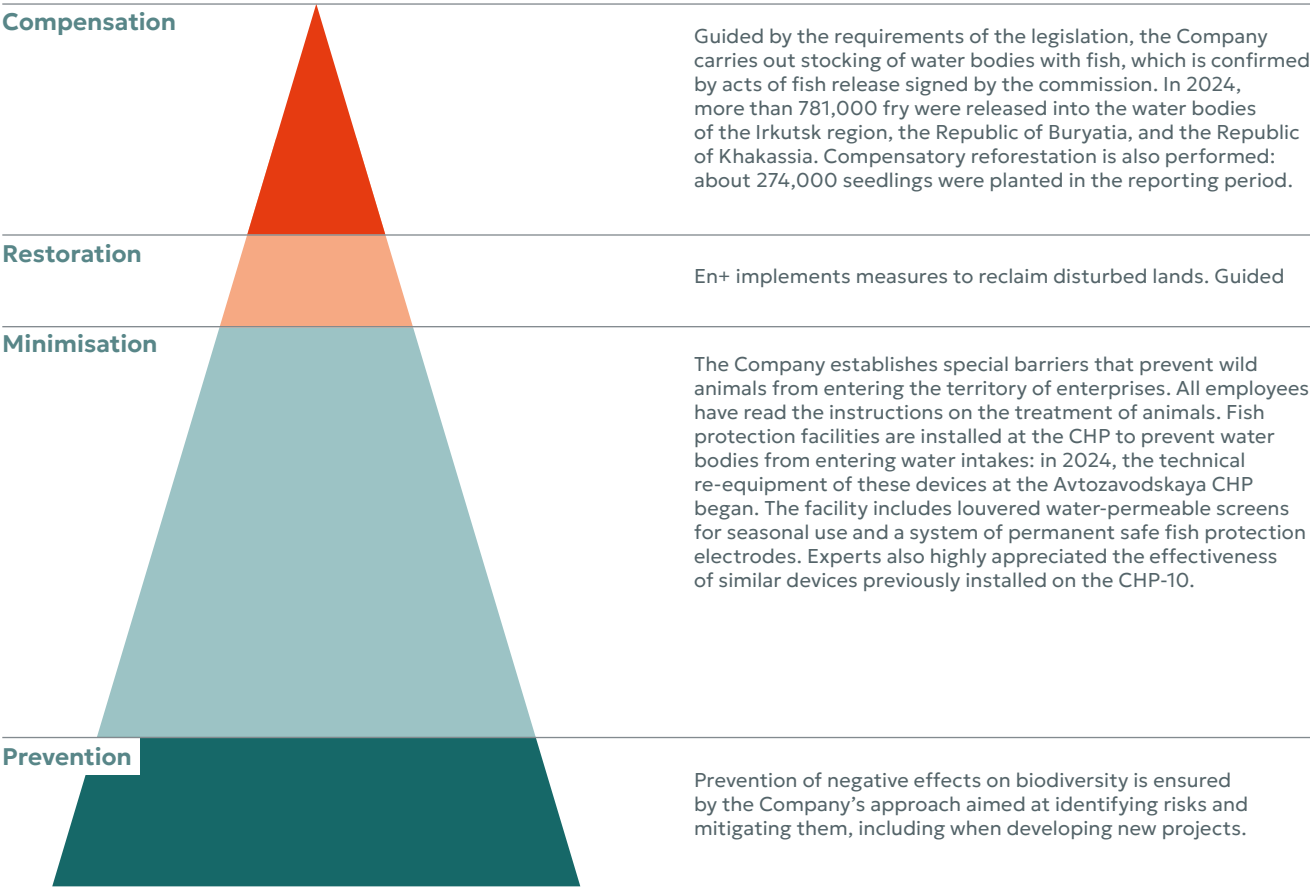 Compensation
Guided by the requirements of the legislation, the Company
carries out stocking of water bodies with fish, which is confirmed
by acts of fish release signed by the commission. In 2024,
more than 781,000 fry were released into the water bodies
of the Irkutsk region, the Republic of Buryatia, and the Republic
of Khakassia. Compensatory reforestation is also performed:
about 274,000 seedlings were planted in the reporting period.
Restoration
En+ implements measures to reclaim disturbed lands. Guided
Minimisation
The Company establishes special barriers that prevent wild
animals from entering the territory of enterprises. All employees
have read the instructions on the treatment of animals. Fish
protection facilities are installed at the CHP to prevent water
bodies from entering water intakes: in 2024, the technical
re-equipment of these devices at the Avtozavodskaya CHP
began. The facility includes louvered water-permeable screens
for seasonal use and a system of permanent safe fish protection
electrodes. Experts also highly appreciated the effectiveness
of similar devices previously installed on the CHP-10.
Prevention
Prevention of negative effects on biodiversity is ensured
by the Company’s approach aimed at identifying risks and
mitigating them, including when developing new projects.